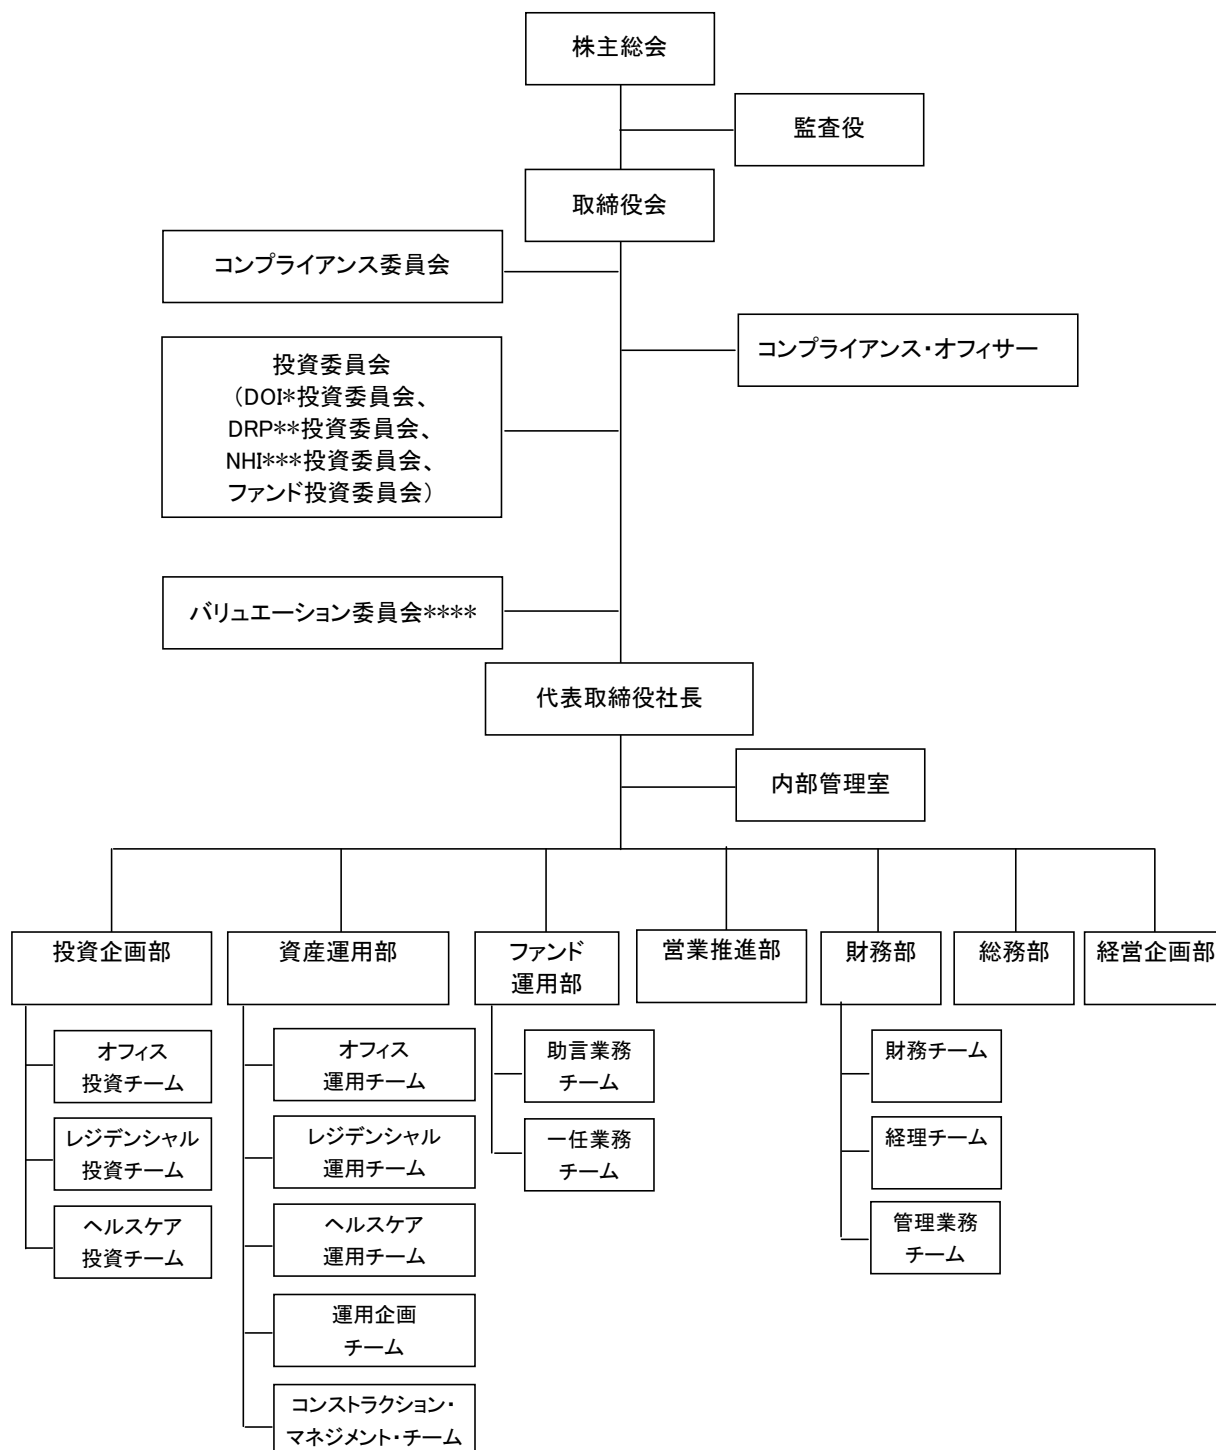 株主総会
監査役
取締役会
コンプライアンス委員会
コンプライアンス・オフィサー
投資委員会
（DOI*投資委員会、
DRP**投資委員会、
NHI***投資委員会、
ファンド投資委員会）
バリュエーション委員会****
代表取締役社長
内部管理室
投資企画部
資産運用部
ファンド
運用部
営業推進部
財務部
総務部
経営企画部
オフィス
投資チーム
レジデンシャル
投資チーム
ヘルスケア
投資チーム
オフィス
運用チーム
レジデンシャル
運用チーム
ヘルスケア
運用チーム
運用企画
チーム
コンストラクション・
マネジメント・チーム
助言業務
チーム
一任業務
チーム
財務チーム
経理チーム
管理業務
チーム